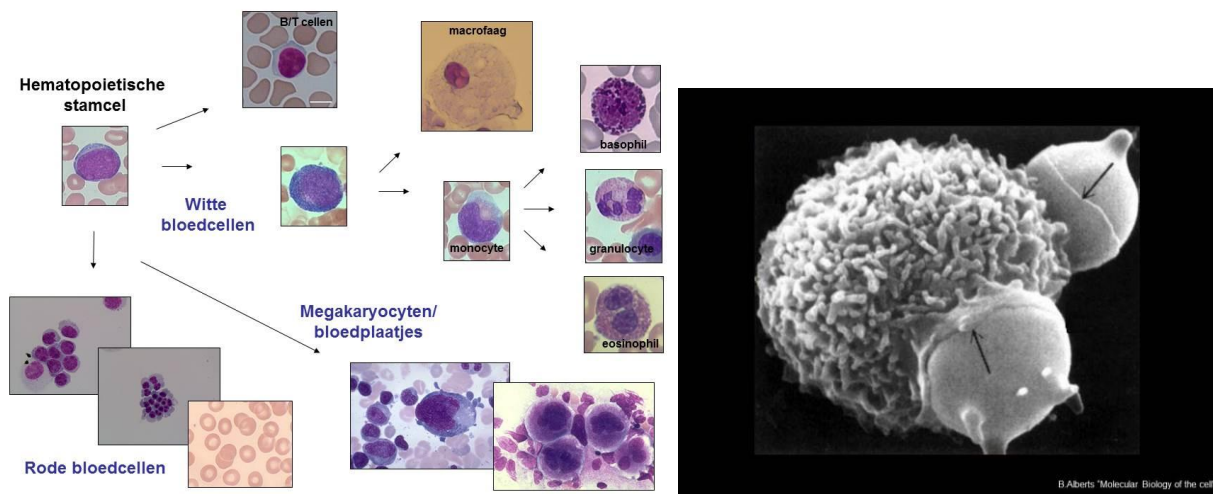 B/T cellen
macrofaag
Hematopoietische
stamcel
basophil
Witte
bloedcellen
monocyte
granulocyte
Megakaryocyten/
bloedplaatjes
eosinophil
Rode bloedcellen
B.Alberts "Molecular Biology of the cell